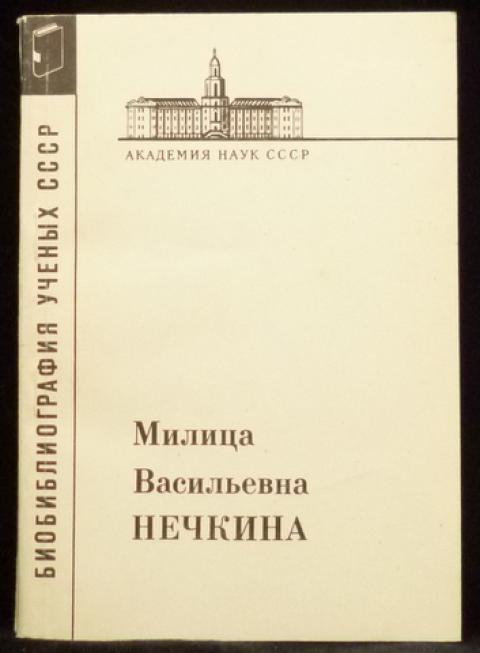 АКАДЕМИЯ НАУК СССР
БИОБИБЛИОГРАФИЯ УЧЕНЫХ СССР
Милица
Васильевна
НЕЧКИНА